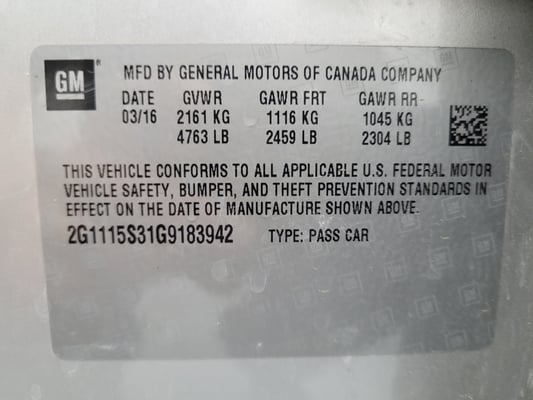 GM ®
MFD BY GENERAL MOTORS OF CANADA COMPANY
DATE GVWR GAWR FRT GAWR RR
03/16 2161 KG 1116 KG 1045 KG
4763 LB 2459 LB 2304 LB
THIS VEHICLE CONFORMS TO ALL APPLICABLE U.S. FEDERAL MOTOR
VEHICLE SAFETY, BUMPER, AND THEFT PREVENTION STANDARDS IN
EFFECT ON THE DATE OF MANUFACTURE SHOWN ABOVE.
2G1115S31G9183942 TYPE: PASS CAR